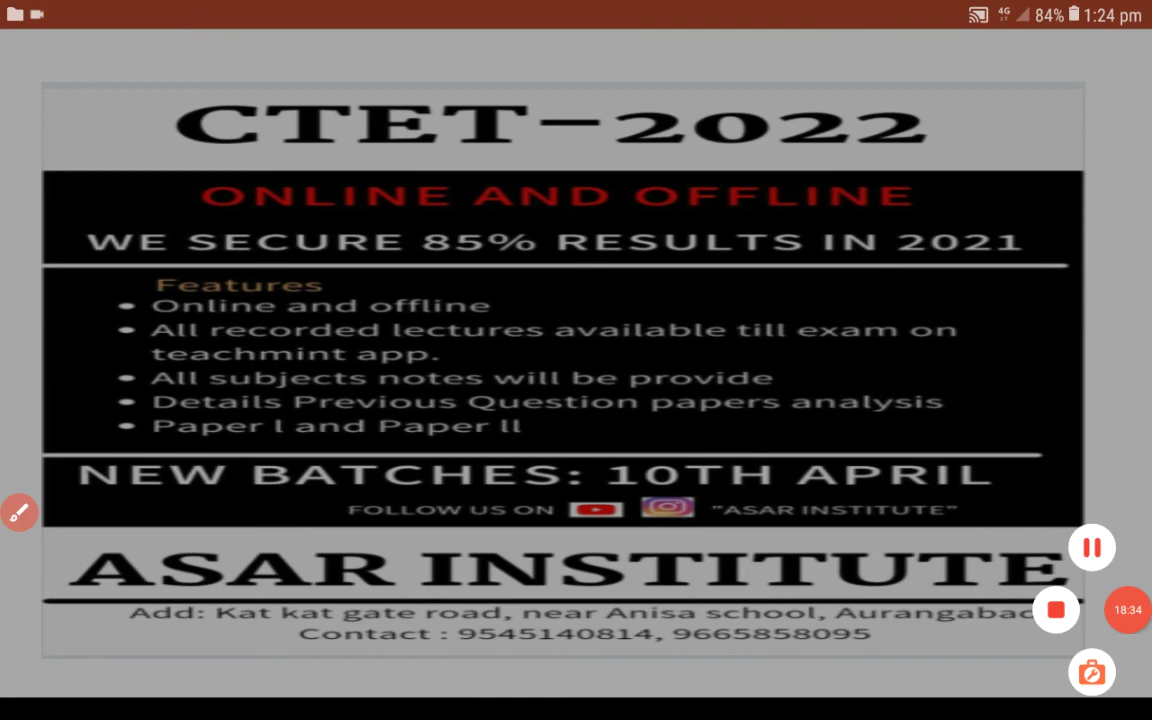 84% 1:24 pm
4G
CTET-2022
ONLINE AND OFFLINE
WE SECURE 85% RESULTS IN 2021
Features
• Online and offline
• All recorded lectures available till exam on
teachmint app.
• All subjects notes will be provide
• Details Previous Question papers analysis
• Paper l and Paper ll
NEW BATCHES: 10TH APRIL
FOLLOW US ON "ASAR INSTITUTE"
ASAR INSTITUTE
Add: Kat kat gate road, near Anisa school, Aurangabad
Contact : 9545140814, 9665858095
18:34